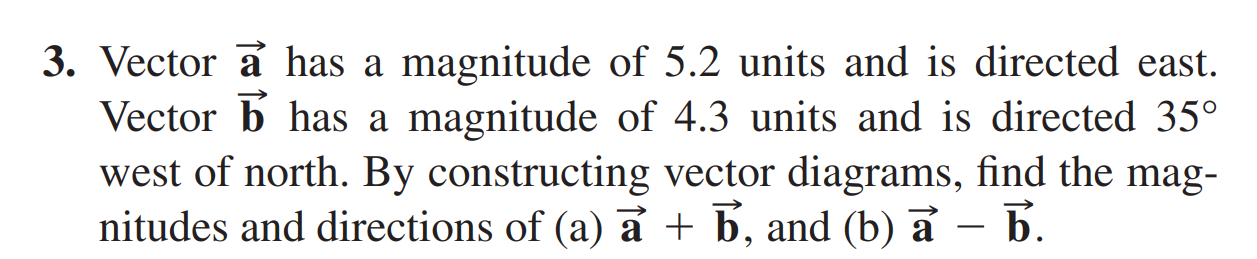 3. Vector a⃗ has a magnitude of 5.2 units and is directed east.
Vector b⃗ has a magnitude of 4.3 units and is directed 35°
west of north. By constructing vector diagrams, find the mag-
nitudes and directions of (a) a⃗ + b⃗, and (b) a⃗ − b⃗.